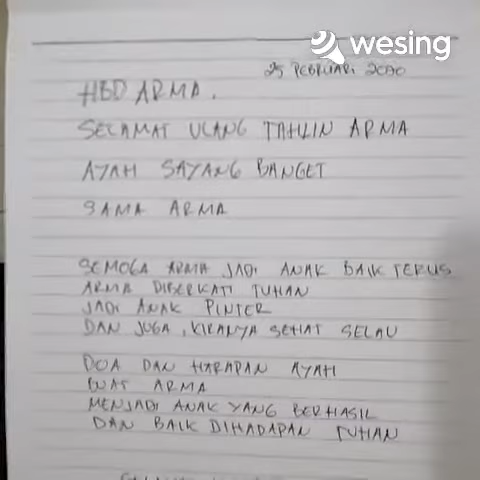 wesing
25 FEBRUARI 2020
HBD ARMA.
SELAMAT ULANG TAHUN ARMA
AYAH SAYANG BANGET
SAMA ARMA
SEMOGA ARMA JADI ANAK BAIK TERUS
ARMA DIBERKATI TUHAN
JADI ANAK PINTER
DAN JUGA, KIRANYA SEHAT SELAU
DOA DAN HARAPAN AYAH
BUAT ARMA
MENJADI ANAK YANG BERHASIL
DAN BAIK DIHADAPAN TUHAN